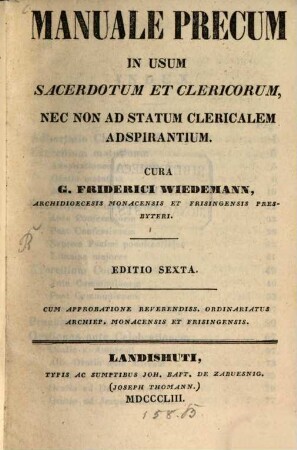 MANUALE PRECUM
IN USUM
SACERDOTUM ET CLERICORUM,
NEC NON AD STATUM CLERICALEM
ADSPIRANTIUM.
CURA
G. FRIDERICI WIEDEMANN,
ARCHIDIOECESIS MONACENSIS ET FRISINGENSIS PRES-
BYTERI.
EDITIO SEXTA.
CUM APPROBATIONE REVERENDISS. ORDINARIATUS
ARCHIEP. MONACENSIS ET FRISINGENSIS.
LANDISHUTI,
TYPIS AC SUMPTIBUS JOH. BAPT. DE ZABUESNIG.
(JOSEPH THOMANN.)
MDCCCLIII.